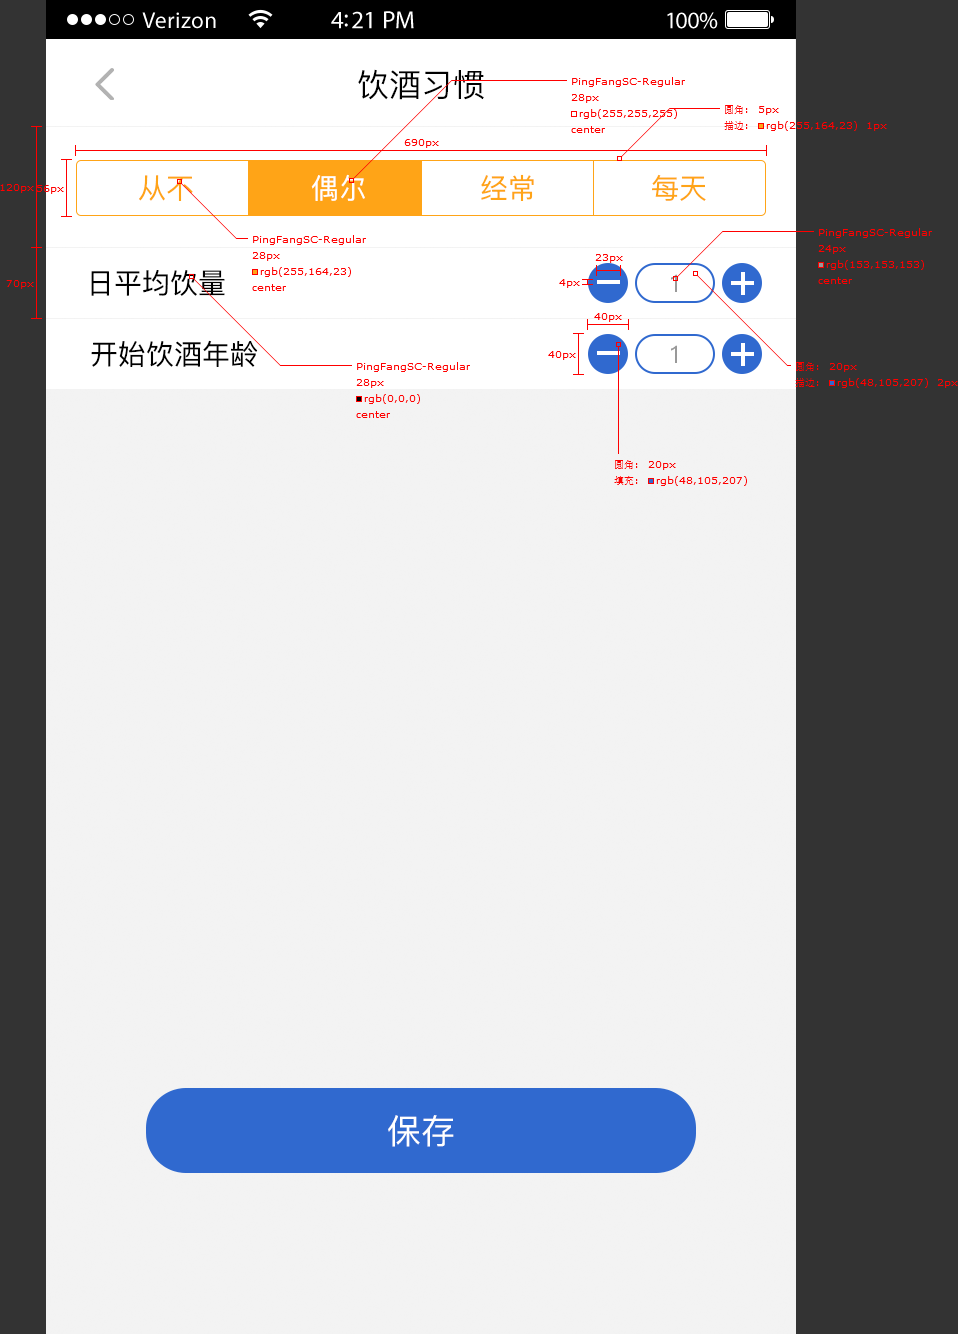 Verizon 4:21 PM 100%
饮酒习惯
PingFangSC-Regular
28px
rgb(255,255,255)
center
圆角: 5px
描边: rgb(255,164,23) 1px
690px
120px
56px
从不 偶尔 经常 每天
PingFangSC-Regular
28px
rgb(255,164,23)
center
PingFangSC-Regular
24px
rgb(153,153,153)
center
70px
日平均饮量
23px
4px
1
40px
40px
开始饮酒年龄
1
PingFangSC-Regular
28px
rgb(0,0,0)
center
圆角: 20px
描边: rgb(48,105,207) 2px
圆角: 20px
填充: rgb(48,105,207)
保存